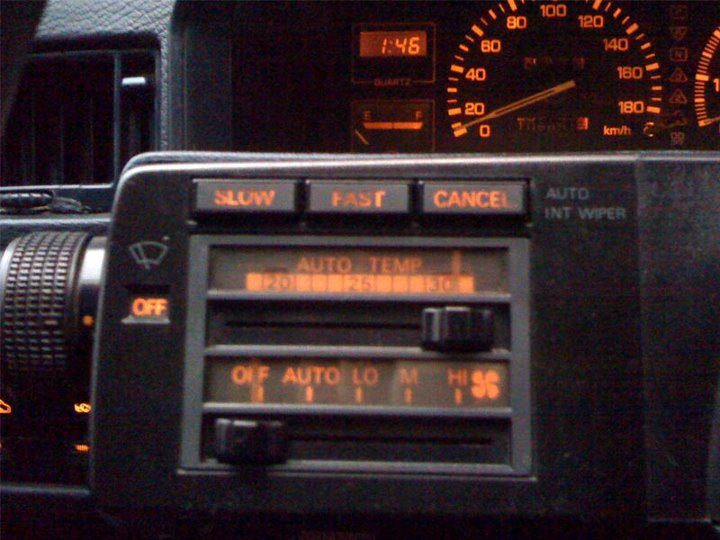 1:46
QUARTZ
E F
0 20 40 60 80 100 120 140 160 180
km/h
SLOW FAST CANCEL
AUTO
INT WIPER
OFF
AUTO TEMP
20 25 30
OFF AUTO LO M HI